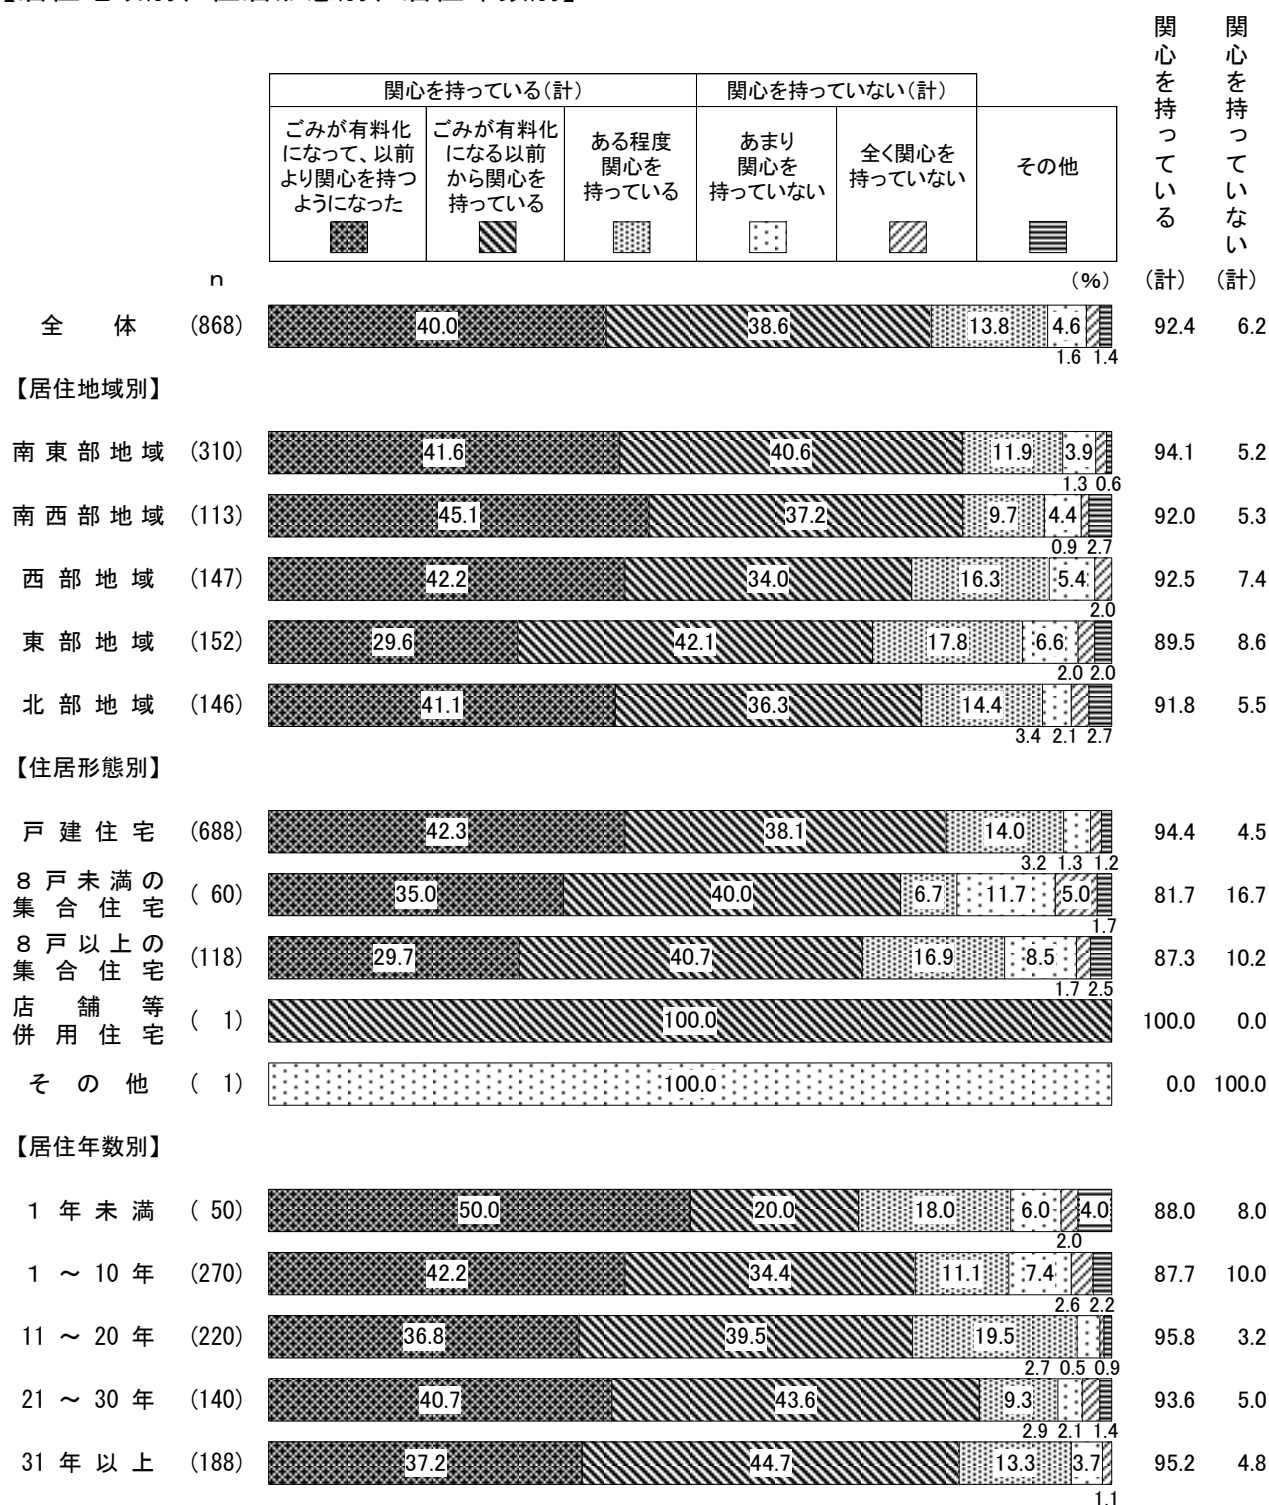 関心を持っている
関心を持っていない
関心を持っている(計) 関心を持っていない(計)
ごみが有料化
になって、以前
より関心を持つ
ようになった
ごみが有料化
になる以前
から関心を
持っている
ある程度
関心を
持っている
あまり
関心を
持っていない
全く関心を
持っていない
その他
n (%) (計) (計)
全体 (868) 40.0 38.6 13.8 4.6 92.4 6.2
1.6 1.4
【居住地域別】
南東部地域 (310) 41.6 40.6 11.9 3.9 94.1 5.2
1.3 0.6
南西部地域 (113) 45.1 37.2 9.7 4.4 92.0 5.3
0.9 2.7
西部地域 (147) 42.2 34.0 16.3 5.4 92.5 7.4
2.0
東部地域 (152) 29.6 42.1 17.8 6.6 89.5 8.6
2.0 2.0
北部地域 (146) 41.1 36.3 14.4 91.8 5.5
3.4 2.1 2.7
【住居形態別】
戸建住宅 (688) 42.3 38.1 14.0 94.4 4.5
3.2 1.3 1.2
8戸未満の
集合住宅 ( 60) 35.0 40.0 6.7 11.7 5.0 81.7 16.7
1.7
8戸以上の
集合住宅 (118) 29.7 40.7 16.9 8.5 87.3 10.2
1.7 2.5
店舗等
併用住宅 ( 1) 100.0 100.0 0.0
その他 ( 1) 100.0 0.0 100.0
【居住年数別】
1年未満 ( 50) 50.0 20.0 18.0 6.0 4.0 88.0 8.0
2.0
1～10年 (270) 42.2 34.4 11.1 7.4 87.7 10.0
2.6 2.2
11～20年 (220) 36.8 39.5 19.5 95.8 3.2
2.7 0.5 0.9
21～30年 (140) 40.7 43.6 9.3 93.6 5.0
2.9 2.1 1.4
31年以上 (188) 37.2 44.7 13.3 3.7 95.2 4.8
1.1